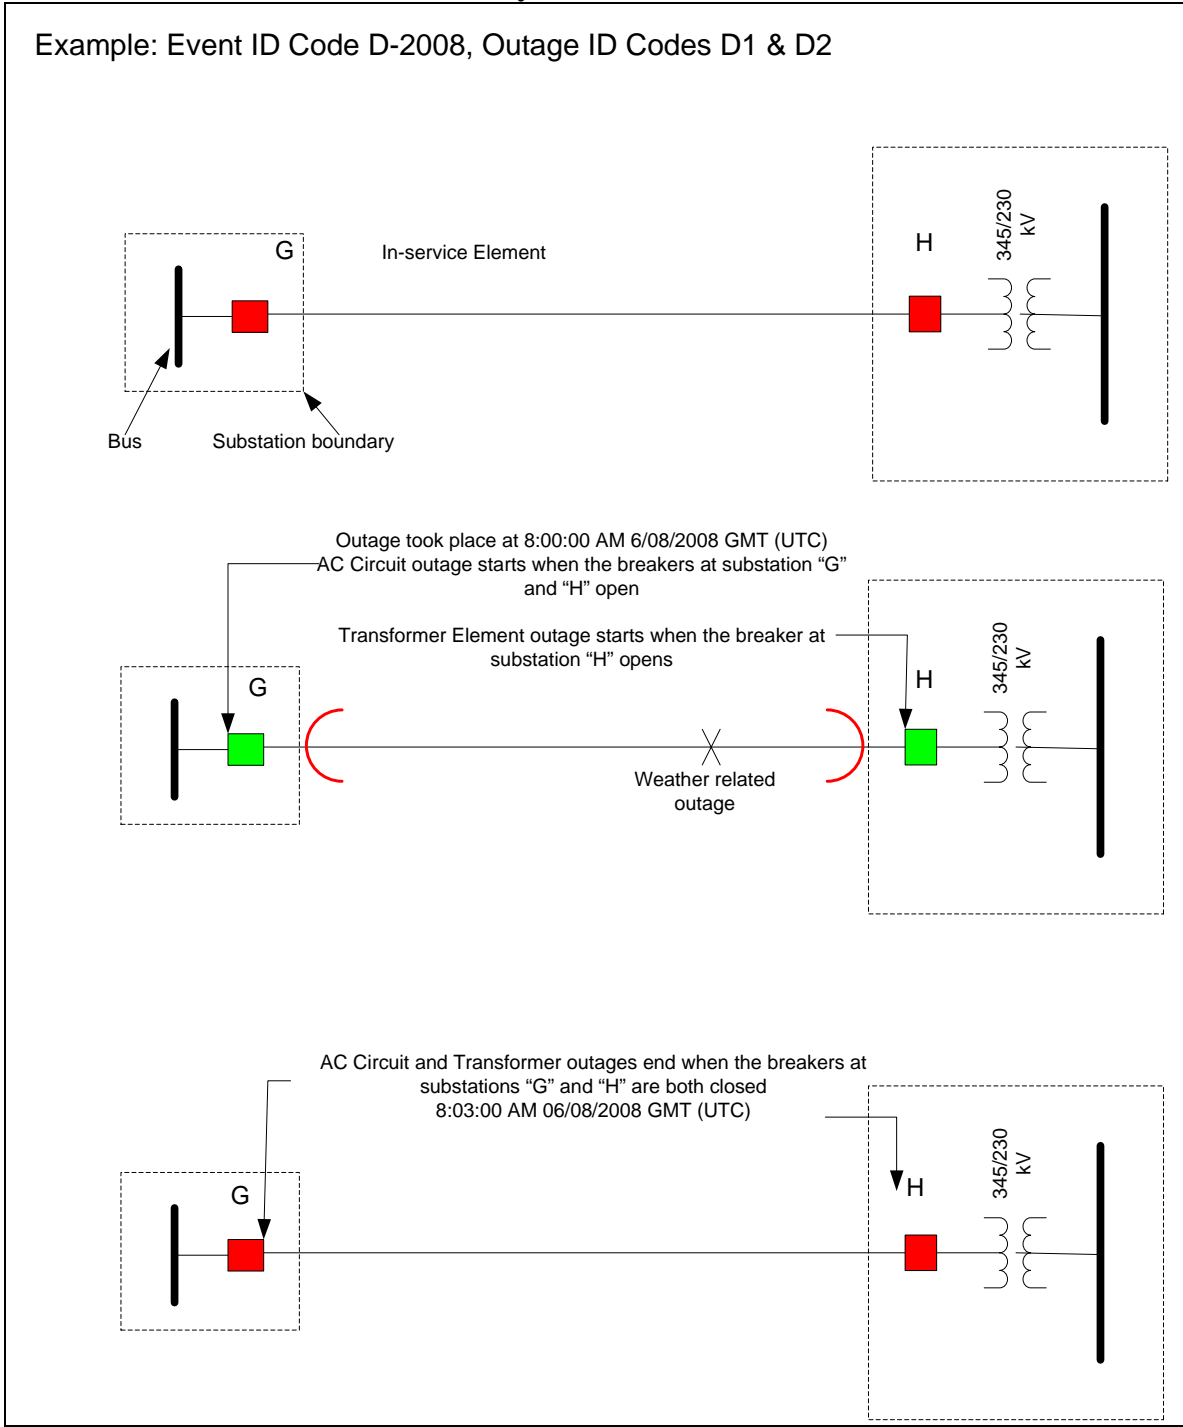 Example: Event ID Code D-2008, Outage ID Codes D1 & D2
G
In-service Element
H
345/230
kV
Bus
Substation boundary
Outage took place at 8:00:00 AM 6/08/2008 GMT (UTC)
AC Circuit outage starts when the breakers at substation “G”
and “H” open
Transformer Element outage starts when the breaker at
substation “H” opens
G
H
345/230
kV
Weather related
outage
AC Circuit and Transformer outages end when the breakers at
substations “G” and “H” are both closed
8:03:00 AM 06/08/2008 GMT (UTC)
G
H
345/230
kV